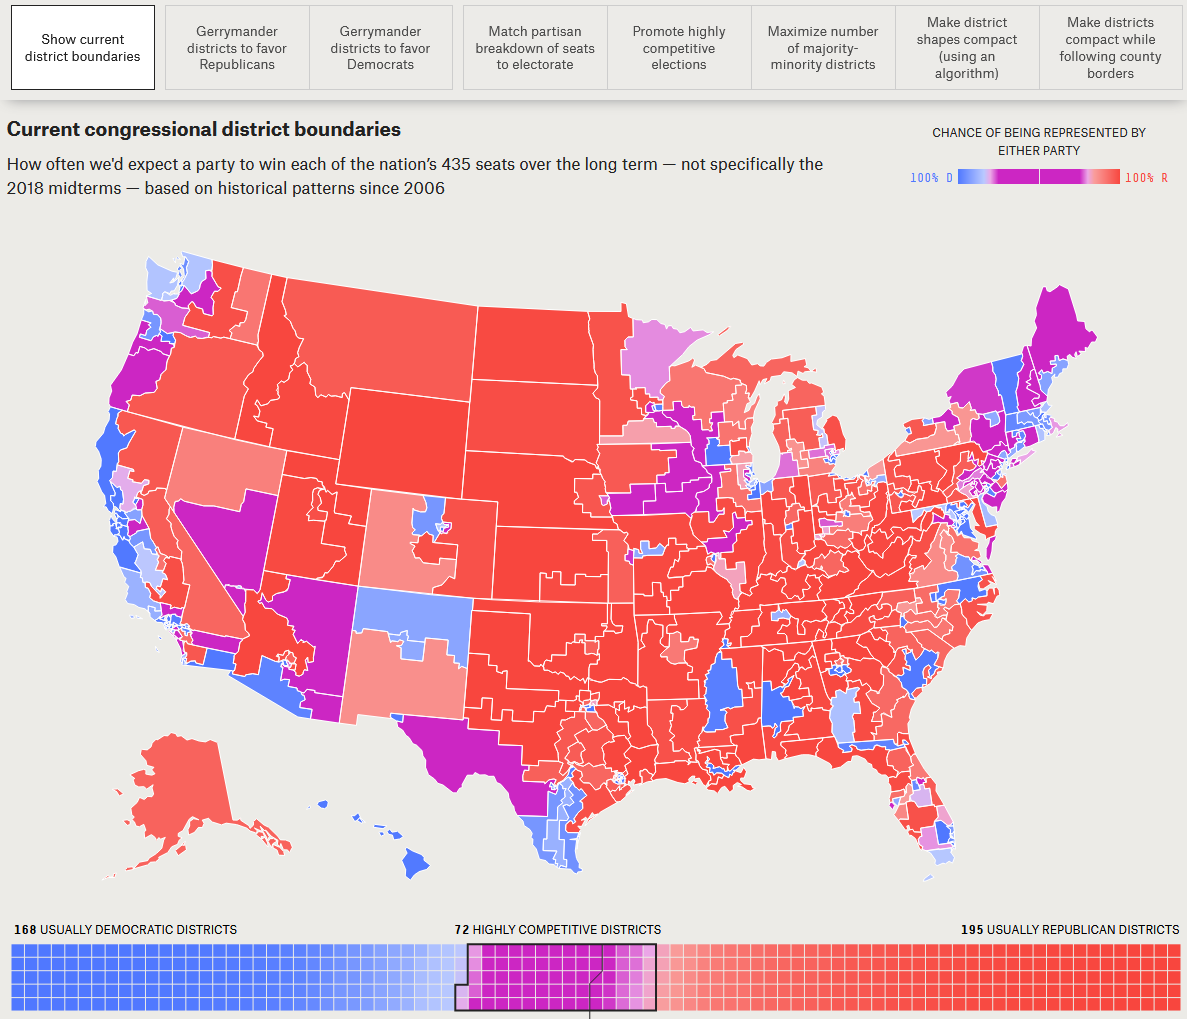 Show current
district boundaries
Gerrymander
districts to favor
Republicans
Gerrymander
districts to favor
Democrats
Match partisan
breakdown of seats
to electorate
Promote highly
competitive
elections
Maximize number
of majority-
minority districts
Make district
shapes compact
(using an
algorithm)
Make districts
compact while
following county
borders
Current congressional district boundaries
How often we'd expect a party to win each of the nation's 435 seats over the long term — not specifically the
2018 midterms — based on historical patterns since 2006
CHANCE OF BEING REPRESENTED BY
EITHER PARTY
100% D
100% R
168 USUALLY DEMOCRATIC DISTRICTS
72 HIGHLY COMPETITIVE DISTRICTS
195 USUALLY REPUBLICAN DISTRICTS